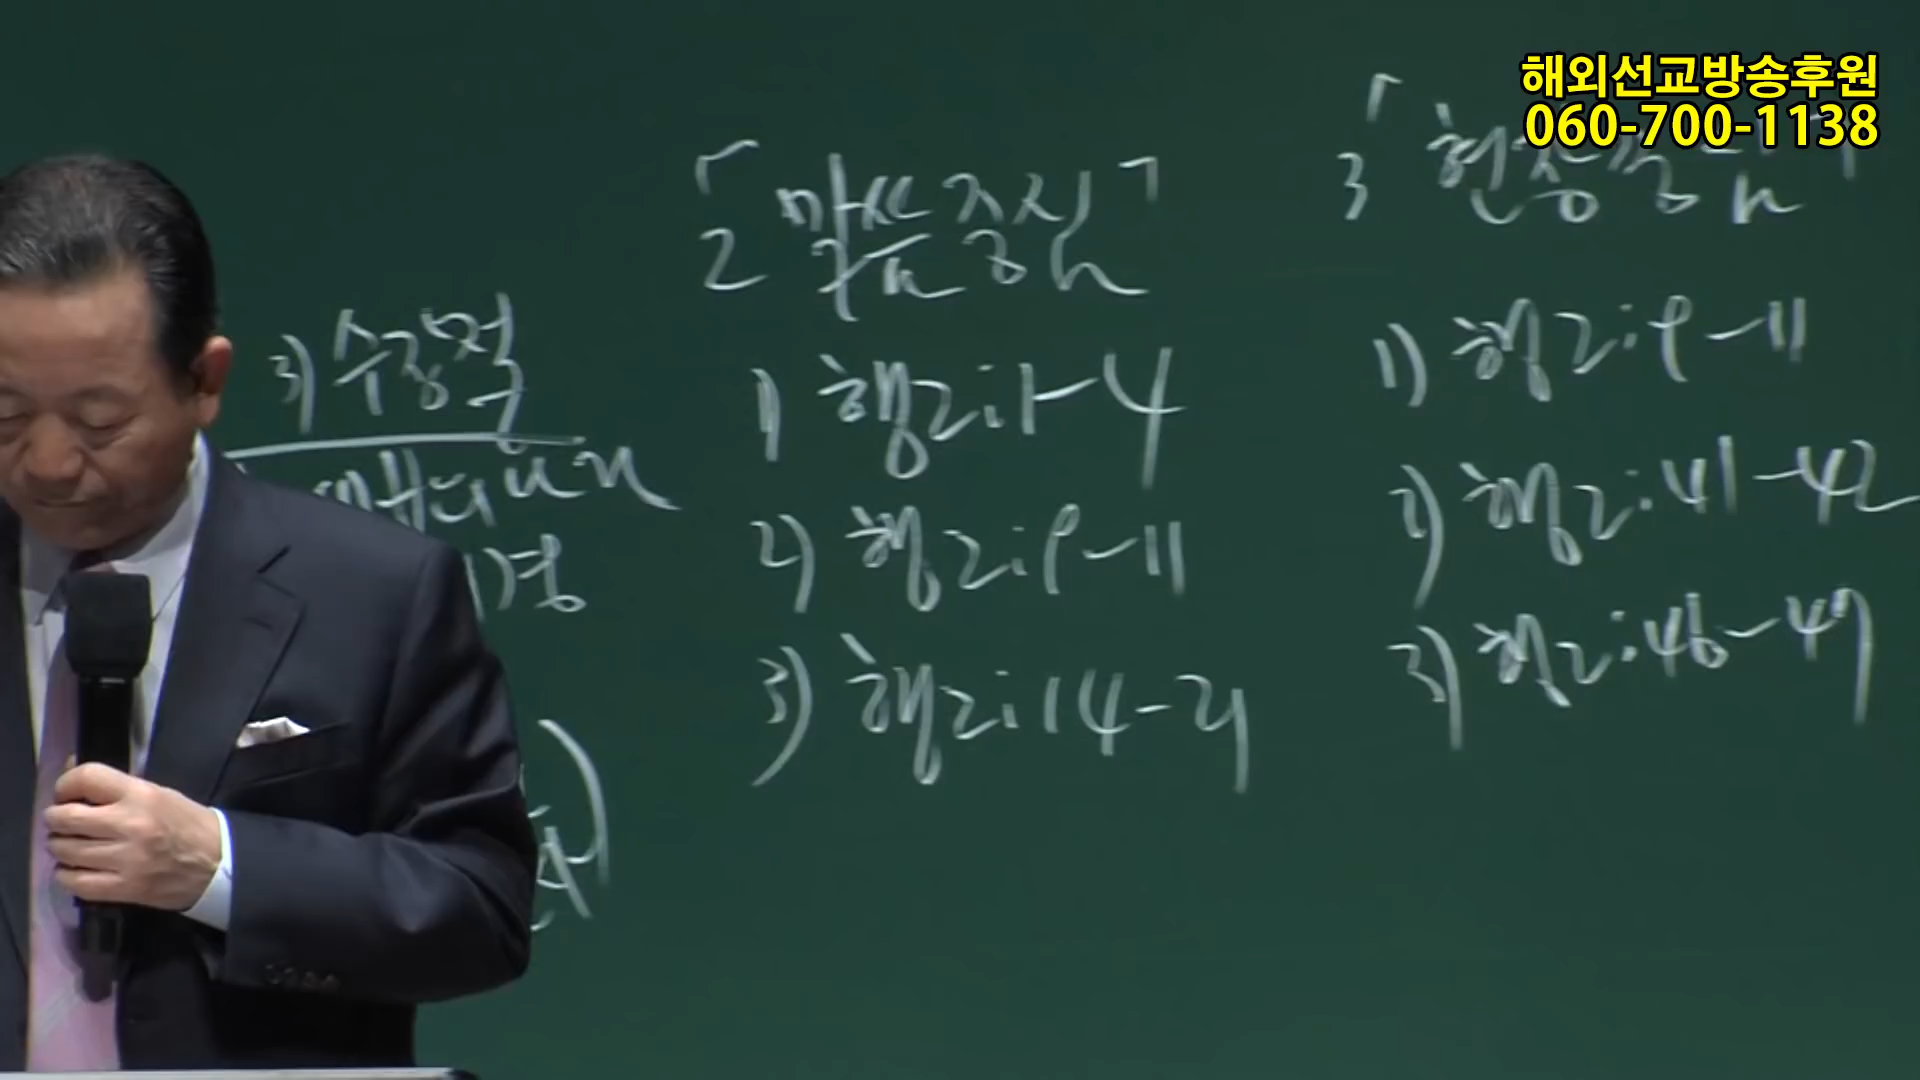 해외선교방송후원
060-700-1138
3) 수강력
「말씀중심」
2
1) 행2:1-4
2) 행2:9-11
3) 행2:14-21
「현장중
3
1) 행2:9-11
2) 행2:41-42
3) 행2:46-47